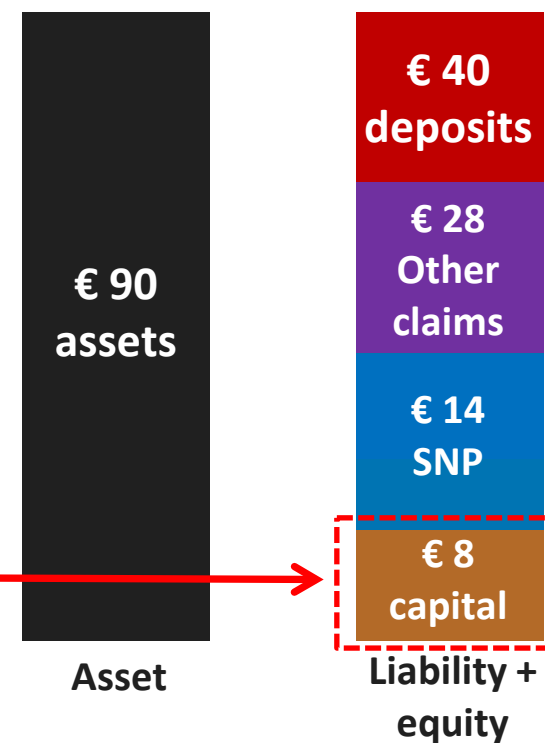 € 90
assets
Asset
€ 40
deposits
€ 28
Other
claims
€ 14
SNP
€ 8
capital
Liability +
equity